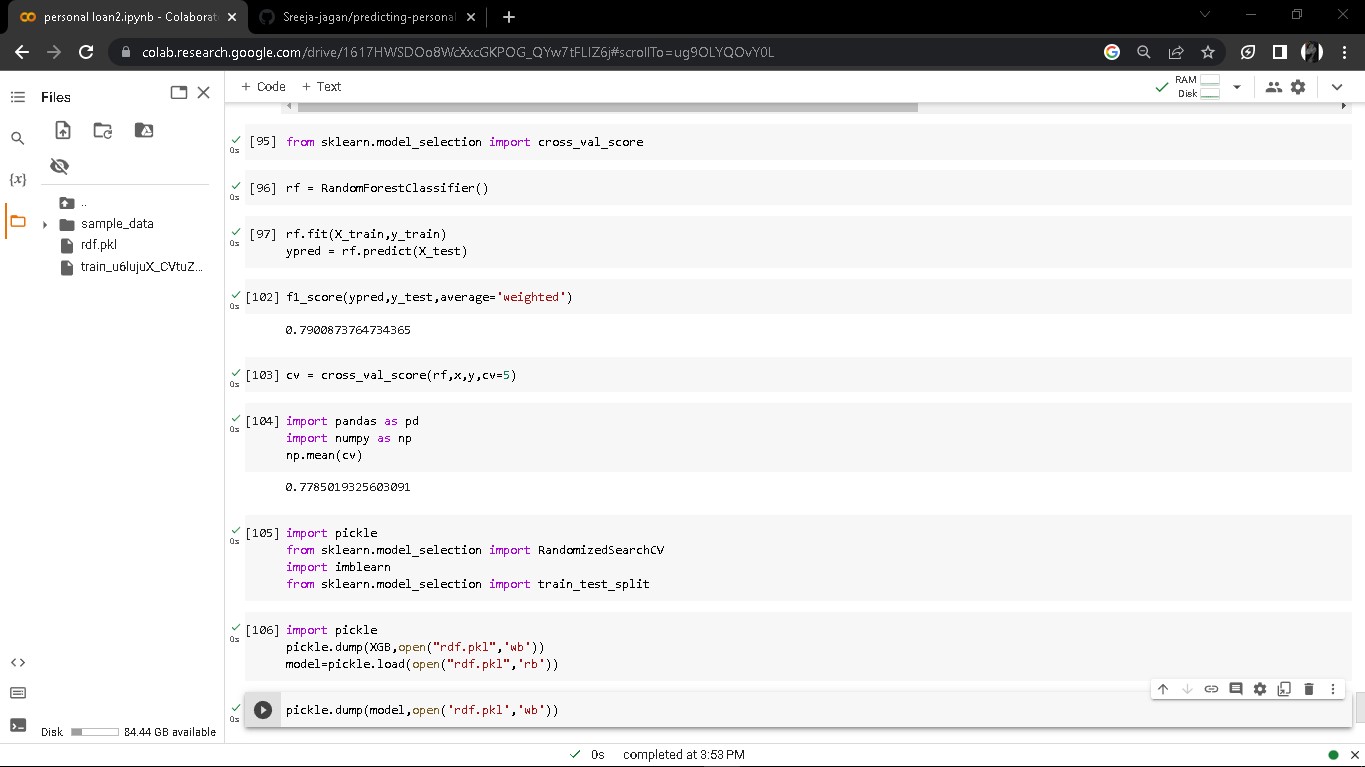 personal loan2.ipynb - Colaborat
Sreeja-jagan/predicting-personal
colab.research.google.com/drive/1617HWSDOo8WcXxcGKPOG_QYw7tFLlZ6j#scrollTo=ug9OLYQOvY0L
Files
+ Code + Text
RAM
Disk
{x}
..
sample_data
rdf.pkl
train_u6lujuX_CVtuZ...
0s [95] from sklearn.model_selection import cross_val_score
0s [96] rf = RandomForestClassifier()
0s [97] rf.fit(X_train,y_train)
ypred = rf.predict(X_test)
0s [102] f1_score(ypred,y_test,average='weighted')
0.7900873764734365
0s [103] cv = cross_val_score(rf,x,y,cv=5)
0s [104] import pandas as pd
import numpy as np
np.mean(cv)
0.7785019325603091
0s [105] import pickle
from sklearn.model_selection import RandomizedSearchCV
import imblearn
from sklearn.model_selection import train_test_split
0s [106] import pickle
pickle.dump(XGB,open("rdf.pkl",'wb'))
model=pickle.load(open("rdf.pkl",'rb'))
0s pickle.dump(model,open('rdf.pkl','wb'))
Disk 84.44 GB available
0s completed at 3:53 PM